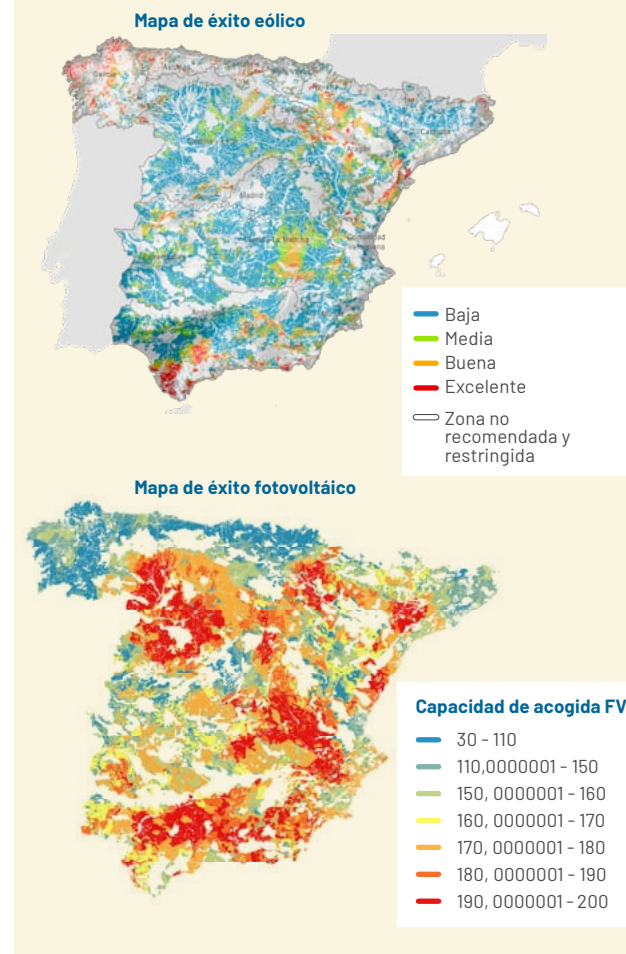 Mapa de éxito eólico
Galicia
Madrid
Baja
Media
Buena
Excelente
Zona no
recomendada y
restringida
Mapa de éxito fotovoltáico
Capacidad de acogida FV
30 - 110
110,0000001 - 150
150, 0000001 - 160
160, 0000001 - 170
170, 0000001 - 180
180, 0000001 - 190
190, 0000001 - 200